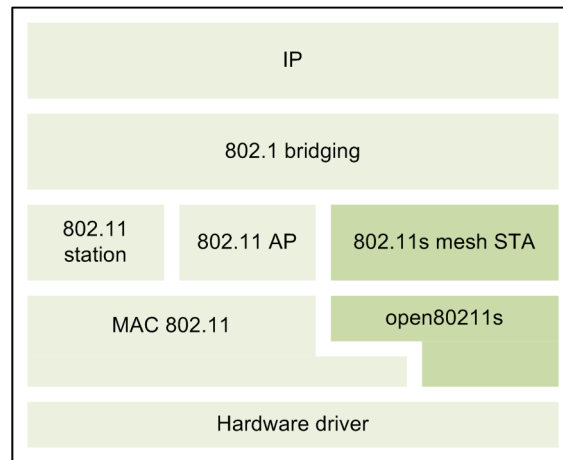 IP
802.1 bridging
802.11
station
802.11 AP
802.11s mesh STA
MAC 802.11
open80211s
Hardware driver